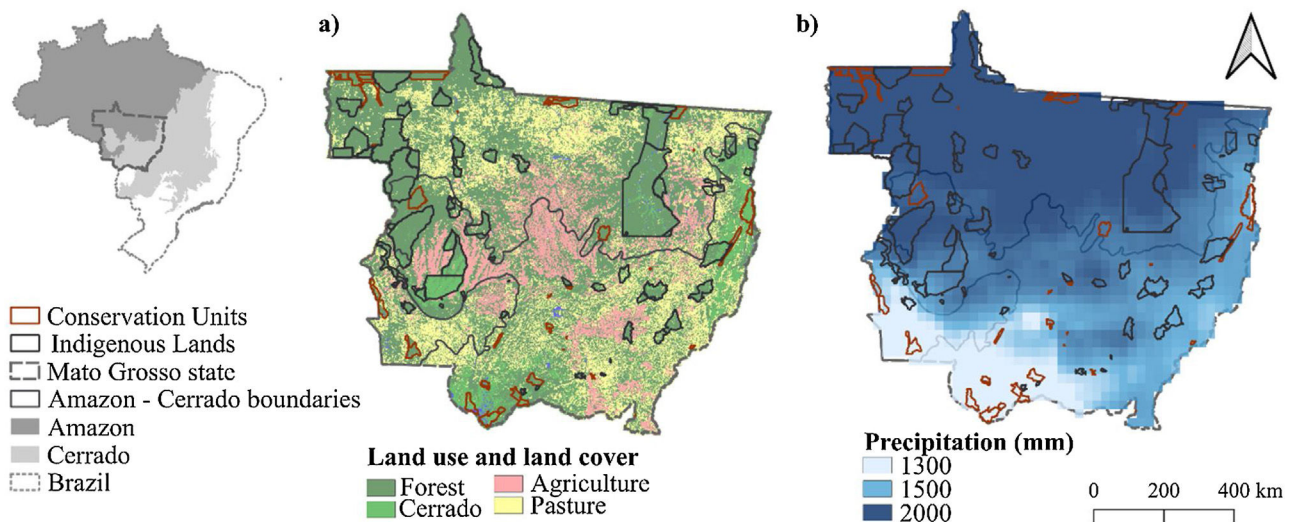 a)
b)
Conservation Units
Indigenous Lands
Mato Grosso state
Amazon - Cerrado boundaries
Amazon
Cerrado
Brazil
Land use and land cover
Forest
Agriculture
Cerrado
Pasture
Precipitation (mm)
1300
1500
2000
0 200 400 km